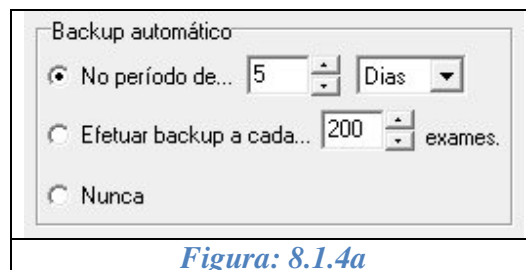 Backup automático
No período de... 5 Dias
Efetuar backup a cada... 200 exames.
Nunca
Figura: 8.1.4a